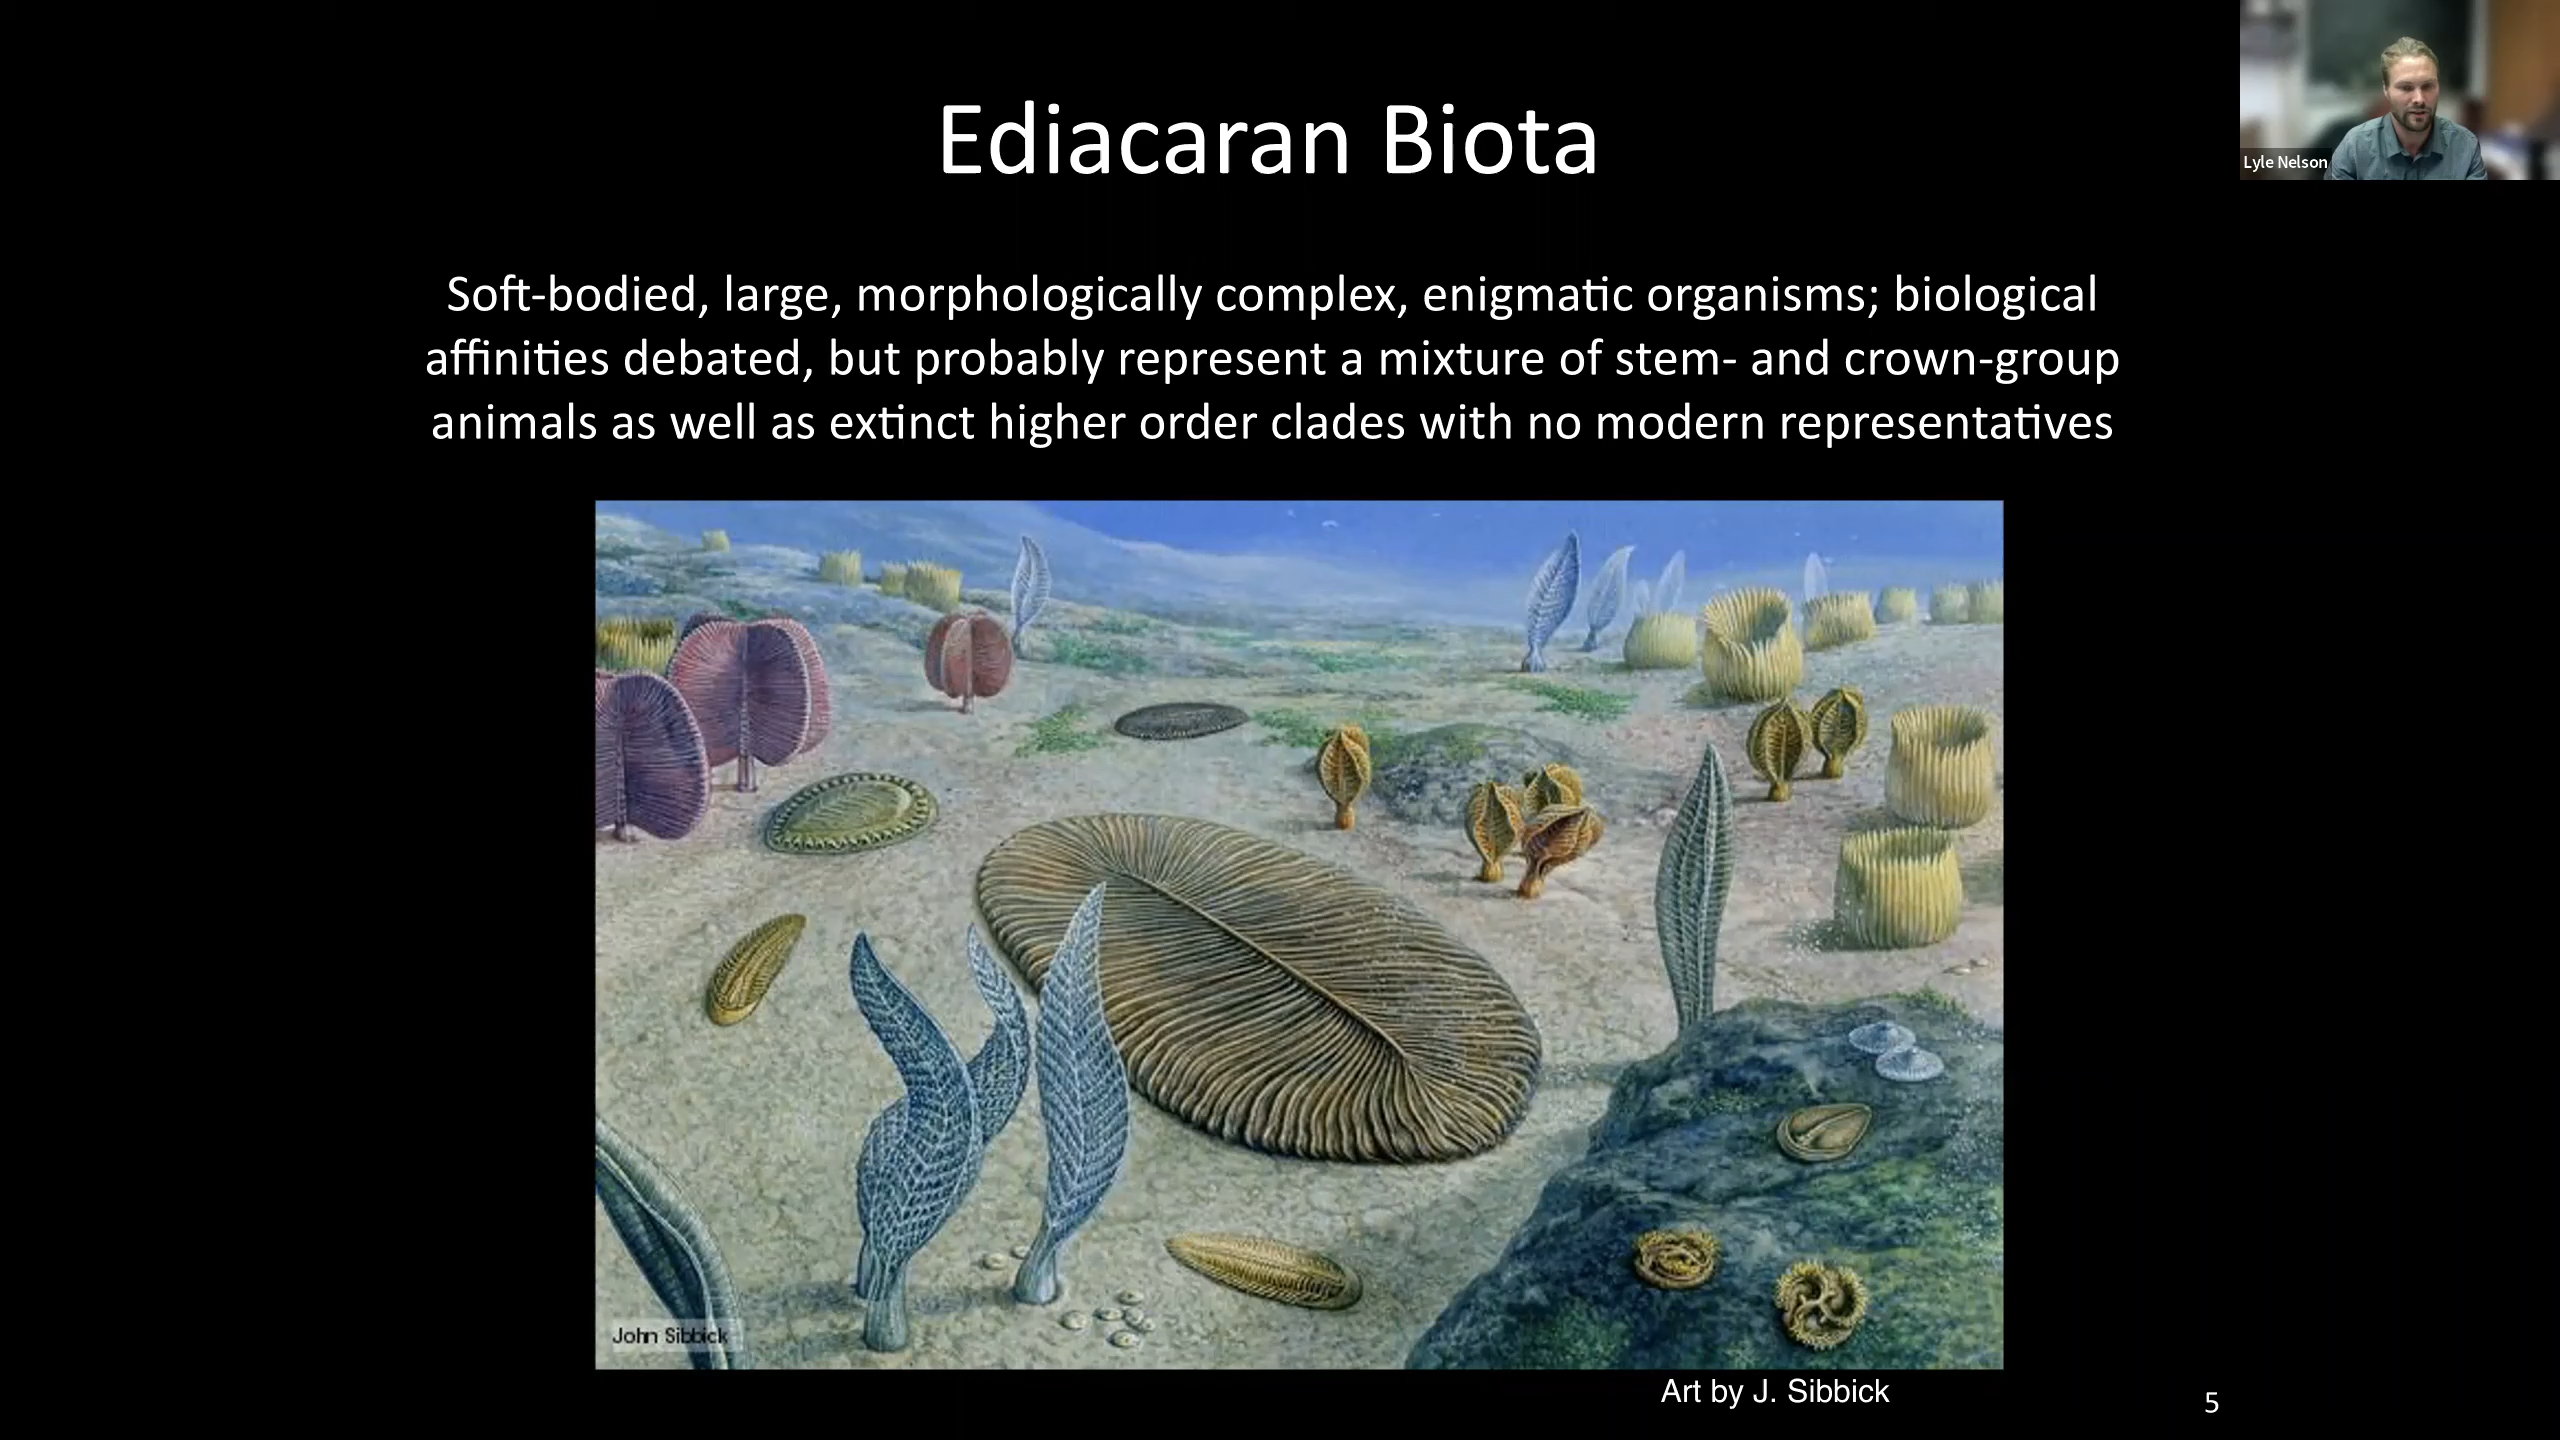 Ediacaran Biota
Lyle Nelson
Soft-bodied, large, morphologically complex, enigmatic organisms; biological
affinities debated, but probably represent a mixture of stem- and crown-group
animals as well as extinct higher order clades with no modern representatives
John Sibbick
Art by J. Sibbick
5